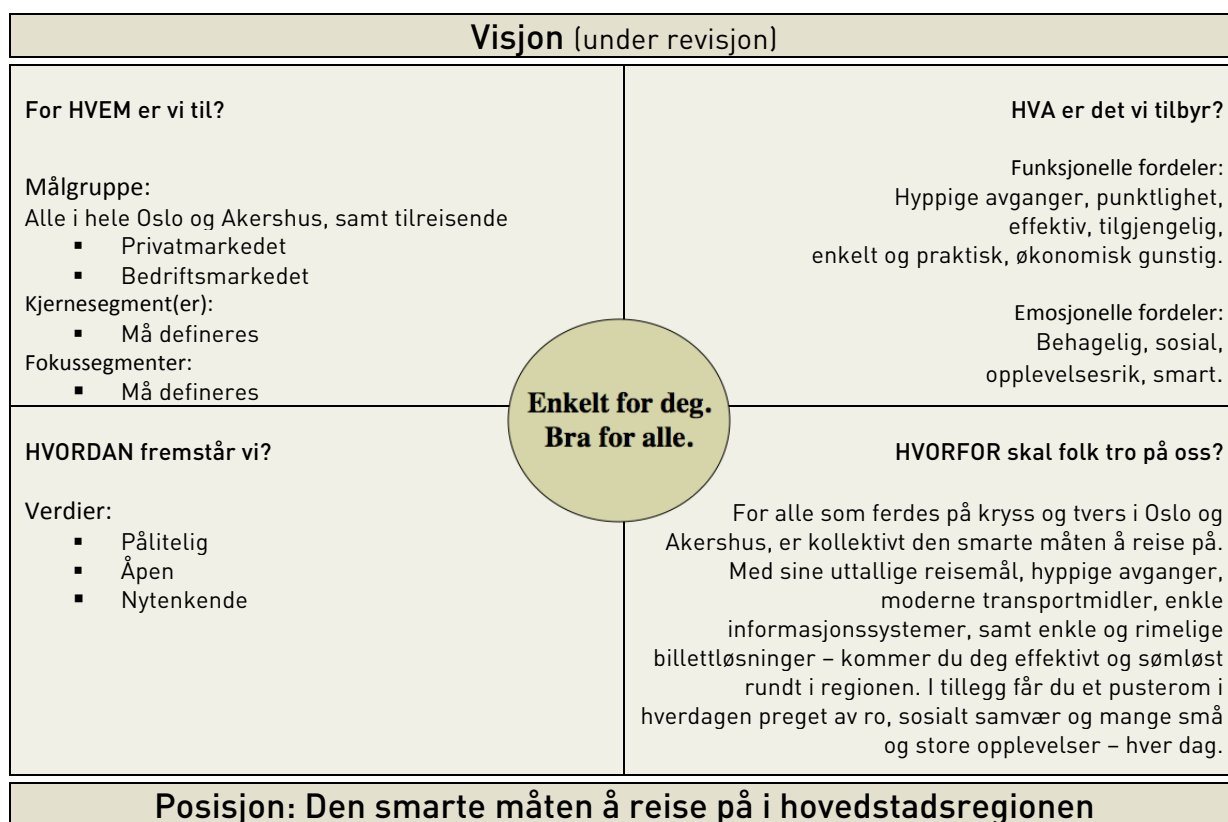 Visjon (under revisjon)
For HVEM er vi til?
Målgruppe:
Alle i hele Oslo og Akershus, samt tilreisende
▪ Privatmarkedet
▪ Bedriftsmarkedet
Kjernesegment(er):
▪ Må defineres
Fokussegmenter:
▪ Må defineres
HVA er det vi tilbyr?
Funksjonelle fordeler:
Hyppige avganger, punktlighet,
effektiv, tilgjengelig,
enkelt og praktisk, økonomisk gunstig.
Emosjonelle fordeler:
Behagelig, sosial,
opplevelsesrik, smart.
Enkelt for deg.
Bra for alle.
HVORDAN fremstår vi?
Verdier:
▪ Pålitelig
▪ Åpen
▪ Nytenkende
HVORFOR skal folk tro på oss?
For alle som ferdes på kryss og tvers i Oslo og
Akershus, er kollektivt den smarte måten å reise på.
Med sine uttallige reisemål, hyppige avganger,
moderne transportmidler, enkle
informasjonssystemer, samt enkle og rimelige
billettløsninger – kommer du deg effektivt og sømløst
rundt i regionen. I tillegg får du et pusterom i
hverdagen preget av ro, sosialt samvær og mange små
og store opplevelser – hver dag.
Posisjon: Den smarte måten å reise på i hovedstadsregionen